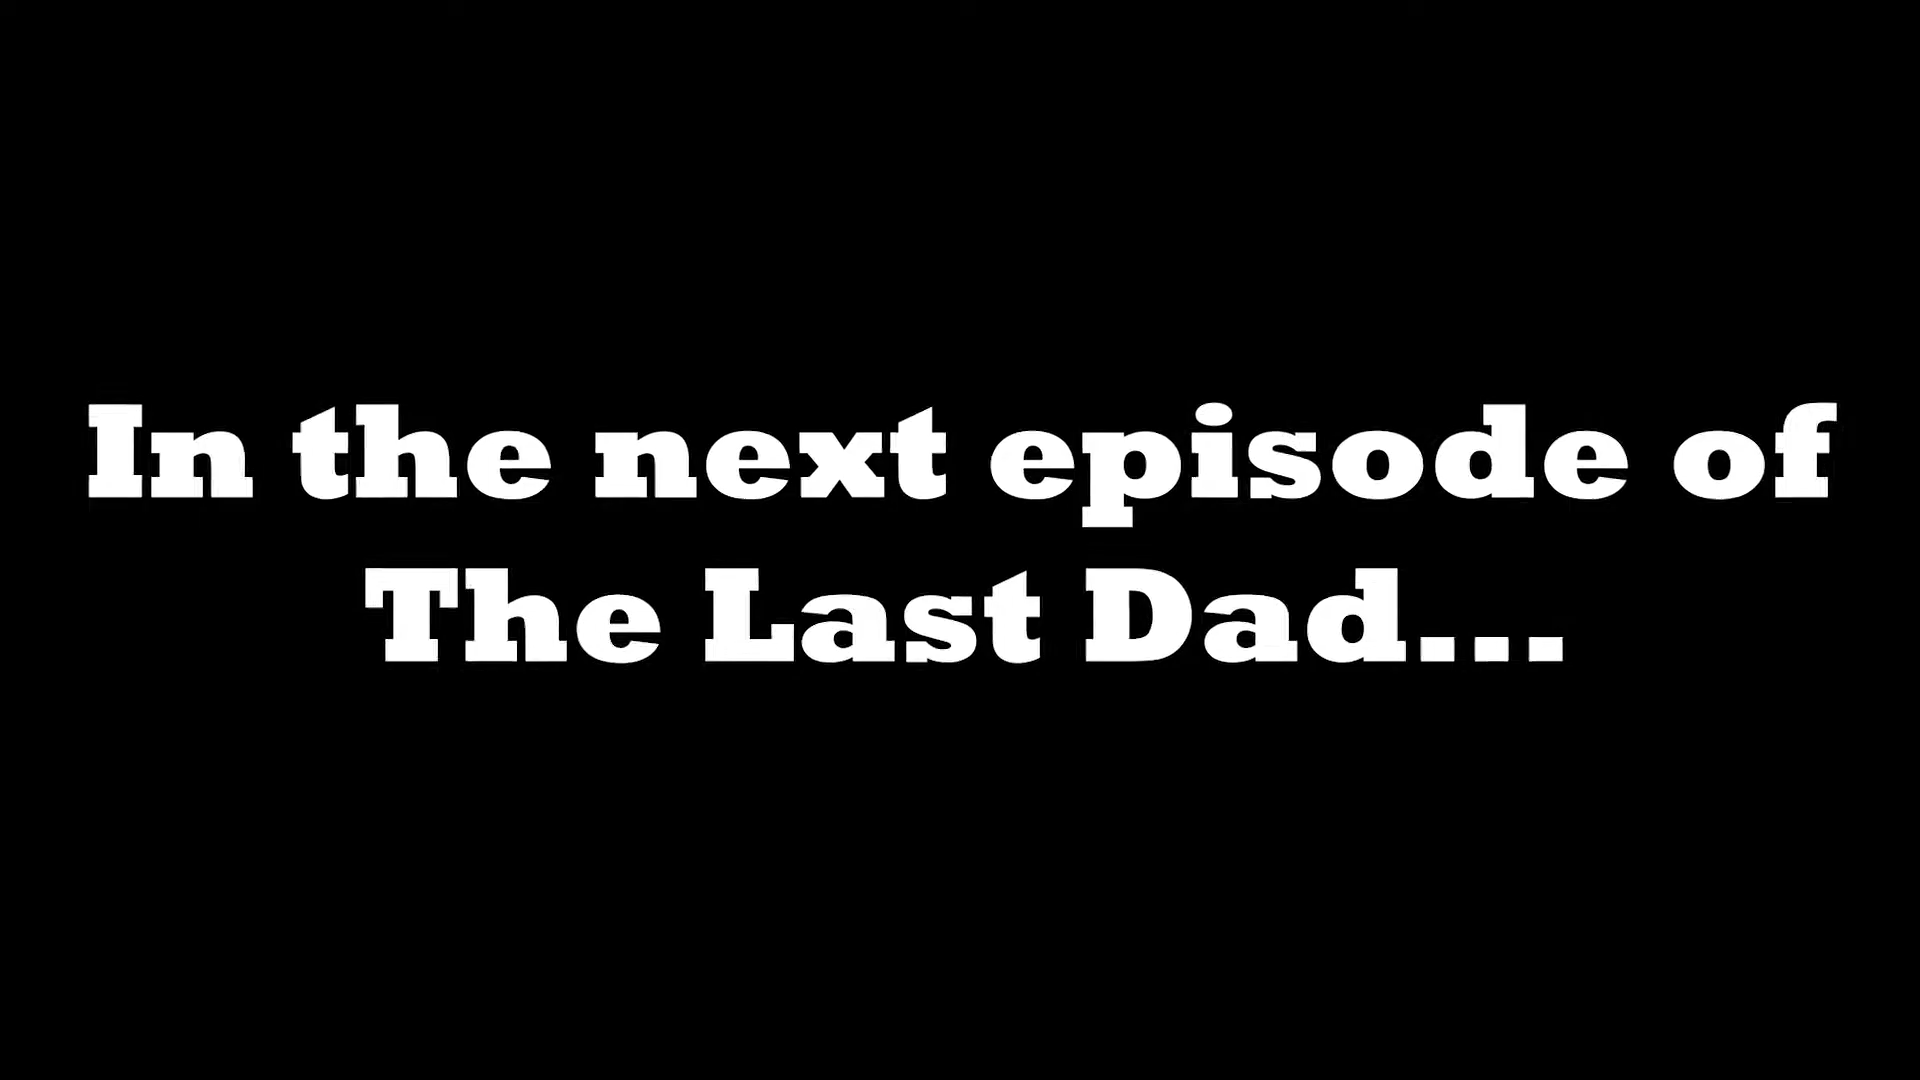 In the next episode of
The Last Dad...